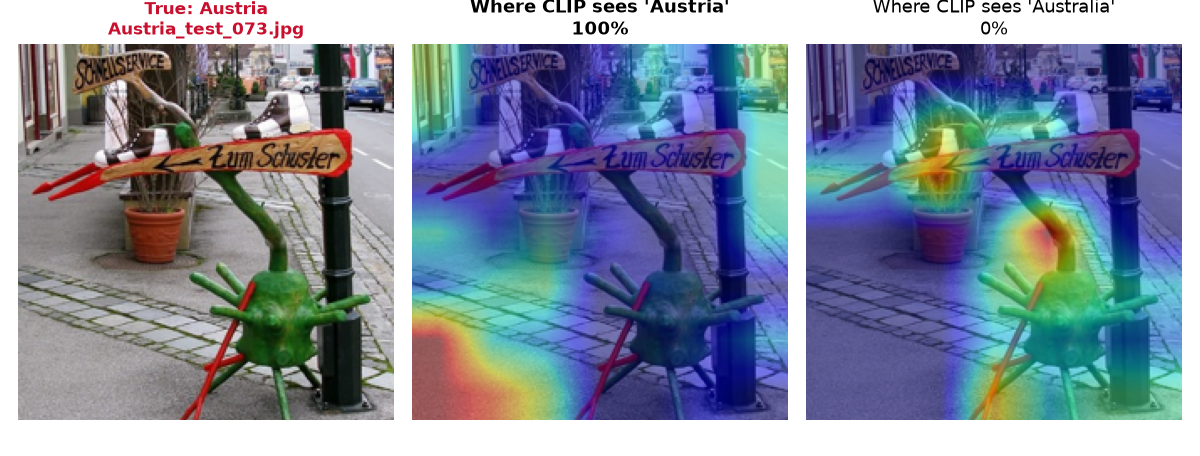 True: Austria
Austria_test_073.jpg
Where CLIP sees 'Austria'
100%
Where CLIP sees 'Australia'
0%
SCHNELLSERVICE
Zum Schuster
SCHNELLSERVICE
Zum Schuster
SCHNELLSERVICE
Zum Schuster